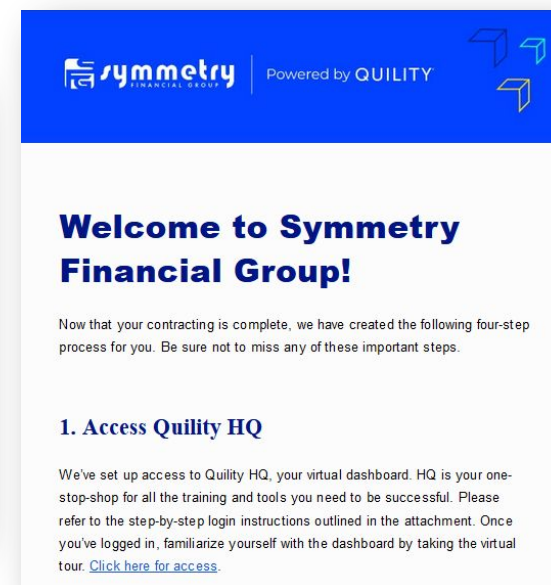 symmetry
FINANCIAL GROUP
Powered by QUILITY
Welcome to Symmetry
Financial Group!
Now that your contracting is complete, we have created the following four-step
process for you. Be sure not to miss any of these important steps.
1. Access Quility HQ
We've set up access to Quility HQ, your virtual dashboard. HQ is your one-
stop-shop for all the training and tools you need to be successful. Please
refer to the step-by-step login instructions outlined in the attachment. Once
you've logged in, familiarize yourself with the dashboard by taking the virtual
tour. Click here for access.